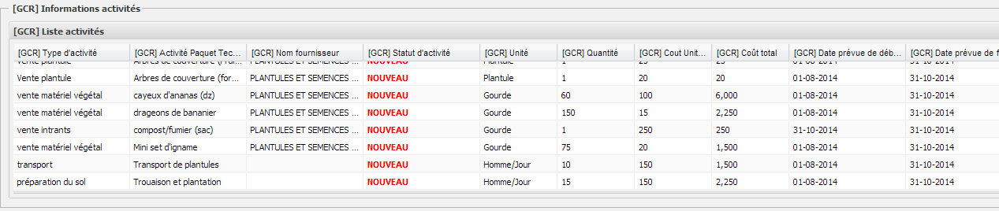 [GCR] Informations activités
[GCR] Liste activités
[GCR] Type d'activité [GCR] Activité Paquet Tec... [GCR] Nom fournisseur [GCR] Statut d'activité [GCR] Unité [GCR] Quantité [GCR] Cout Unit... [GCR] Coût total [GCR] Date prévue de déb... [GCR] Date prévue de f
Vente plantule Arbres de couverture (frui... PLANTULES ET SEMENCES ... NOUVEAU Plantule 1 25 25 01-08-2014 31-10-2014
Vente plantule Arbres de couverture (for... PLANTULES ET SEMENCES ... NOUVEAU Plantule 1 20 20 01-08-2014 31-10-2014
vente matériel végétal cayeux d'ananas (dz) PLANTULES ET SEMENCES ... NOUVEAU Gourde 60 100 6,000 01-08-2014 31-10-2014
vente matériel végétal drageons de bananier PLANTULES ET SEMENCES ... NOUVEAU Gourde 150 15 2,250 01-08-2014 31-10-2014
vente intrants compost/fumier (sac) PLANTULES ET SEMENCES ... NOUVEAU Gourde 1 250 250 31-10-2014 31-10-2014
vente matériel végétal Mini set d'igname PLANTULES ET SEMENCES ... NOUVEAU Gourde 75 20 1,500 01-08-2014 31-10-2014
transport Transport de plantules NOUVEAU Homme/Jour 10 150 1,500 01-08-2014 31-10-2014
préparation du sol Trouaison et plantation NOUVEAU Homme/Jour 15 150 2,250 01-08-2014 31-10-2014